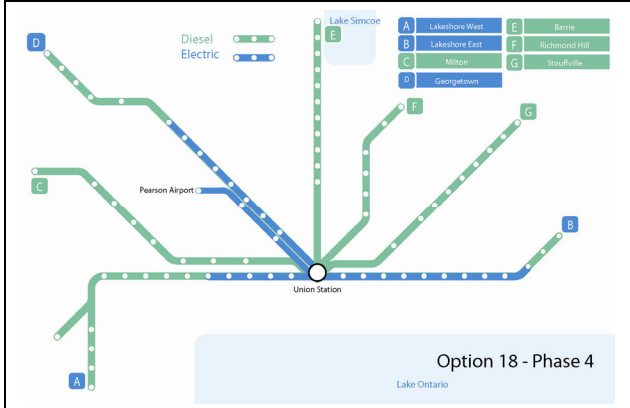 Lake Simcoe
E
Diesel
Electric
A Lakeshore West
B Lakeshore East
C Milton
D Georgetown
E Barrie
F Richmond Hill
G Stouffville
D
F
G
C
Pearson Airport
B
Union Station
A
Option 18 - Phase 4
Lake Ontario